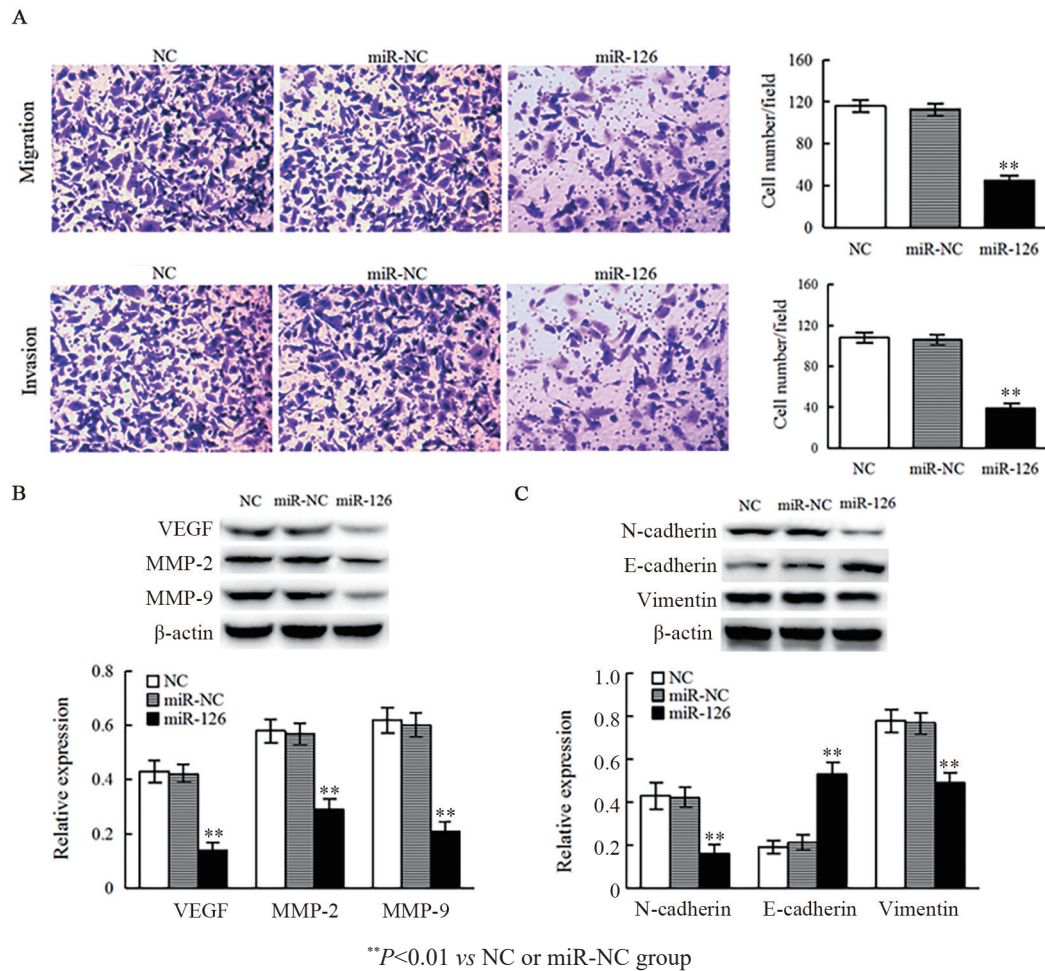 A
NC miR-NC miR-126
Migration
160
120
80
40
0
Cell number/field
**
NC miR-NC miR-126
NC miR-NC miR-126
Invasion
160
120
80
40
0
Cell number/field
**
NC miR-NC miR-126
B
NC miR-NC miR-126
VEGF
MMP-2
MMP-9
β-actin
0.8
0.6
0.4
0.2
0
Relative expression
NC
miR-NC
miR-126
** ** **
VEGF MMP-2 MMP-9
C
NC miR-NC miR-126
N-cadherin
E-cadherin
Vimentin
β-actin
1.0
0.8
0.6
0.4
0.2
0
Relative expression
NC
miR-NC
miR-126
** ** **
N-cadherin E-cadherin Vimentin
**P<0.01 vs NC or miR-NC group